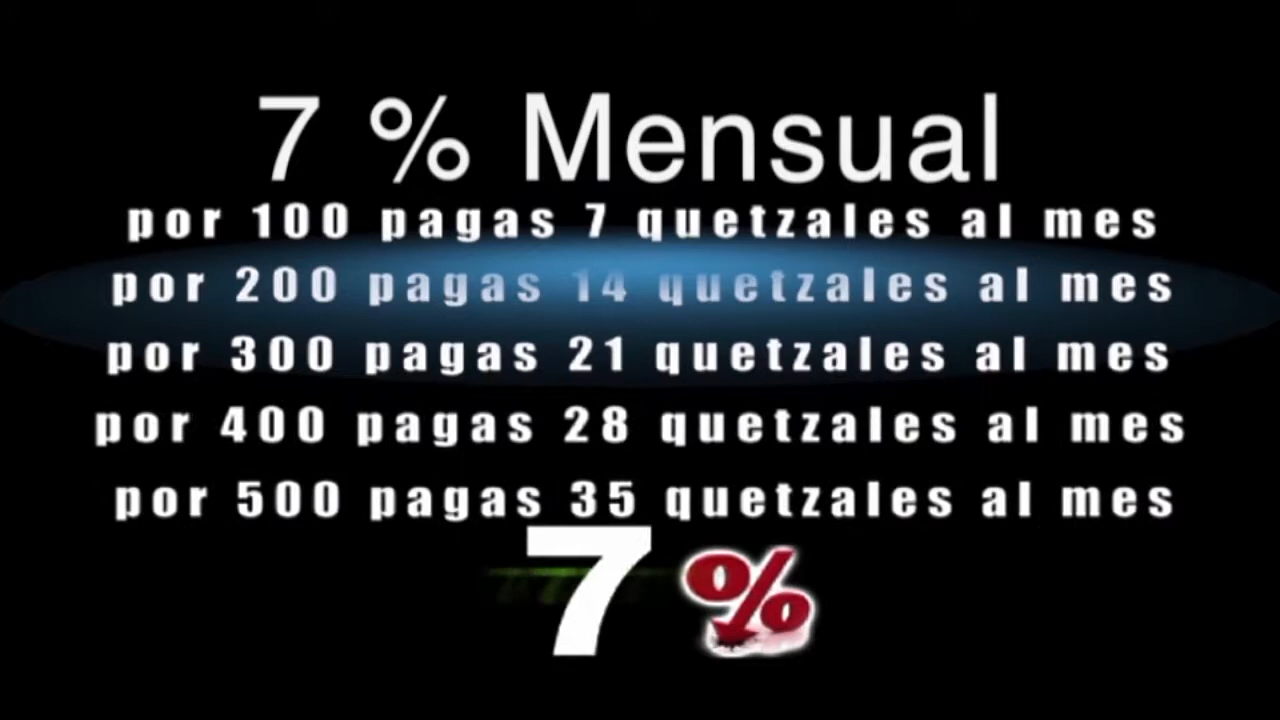 7 % Mensual
por 100 pagas 7 quetzales al mes
por 200 pagas 14 quetzales al mes
por 300 pagas 21 quetzales al mes
por 400 pagas 28 quetzales al mes
por 500 pagas 35 quetzales al mes
7 %